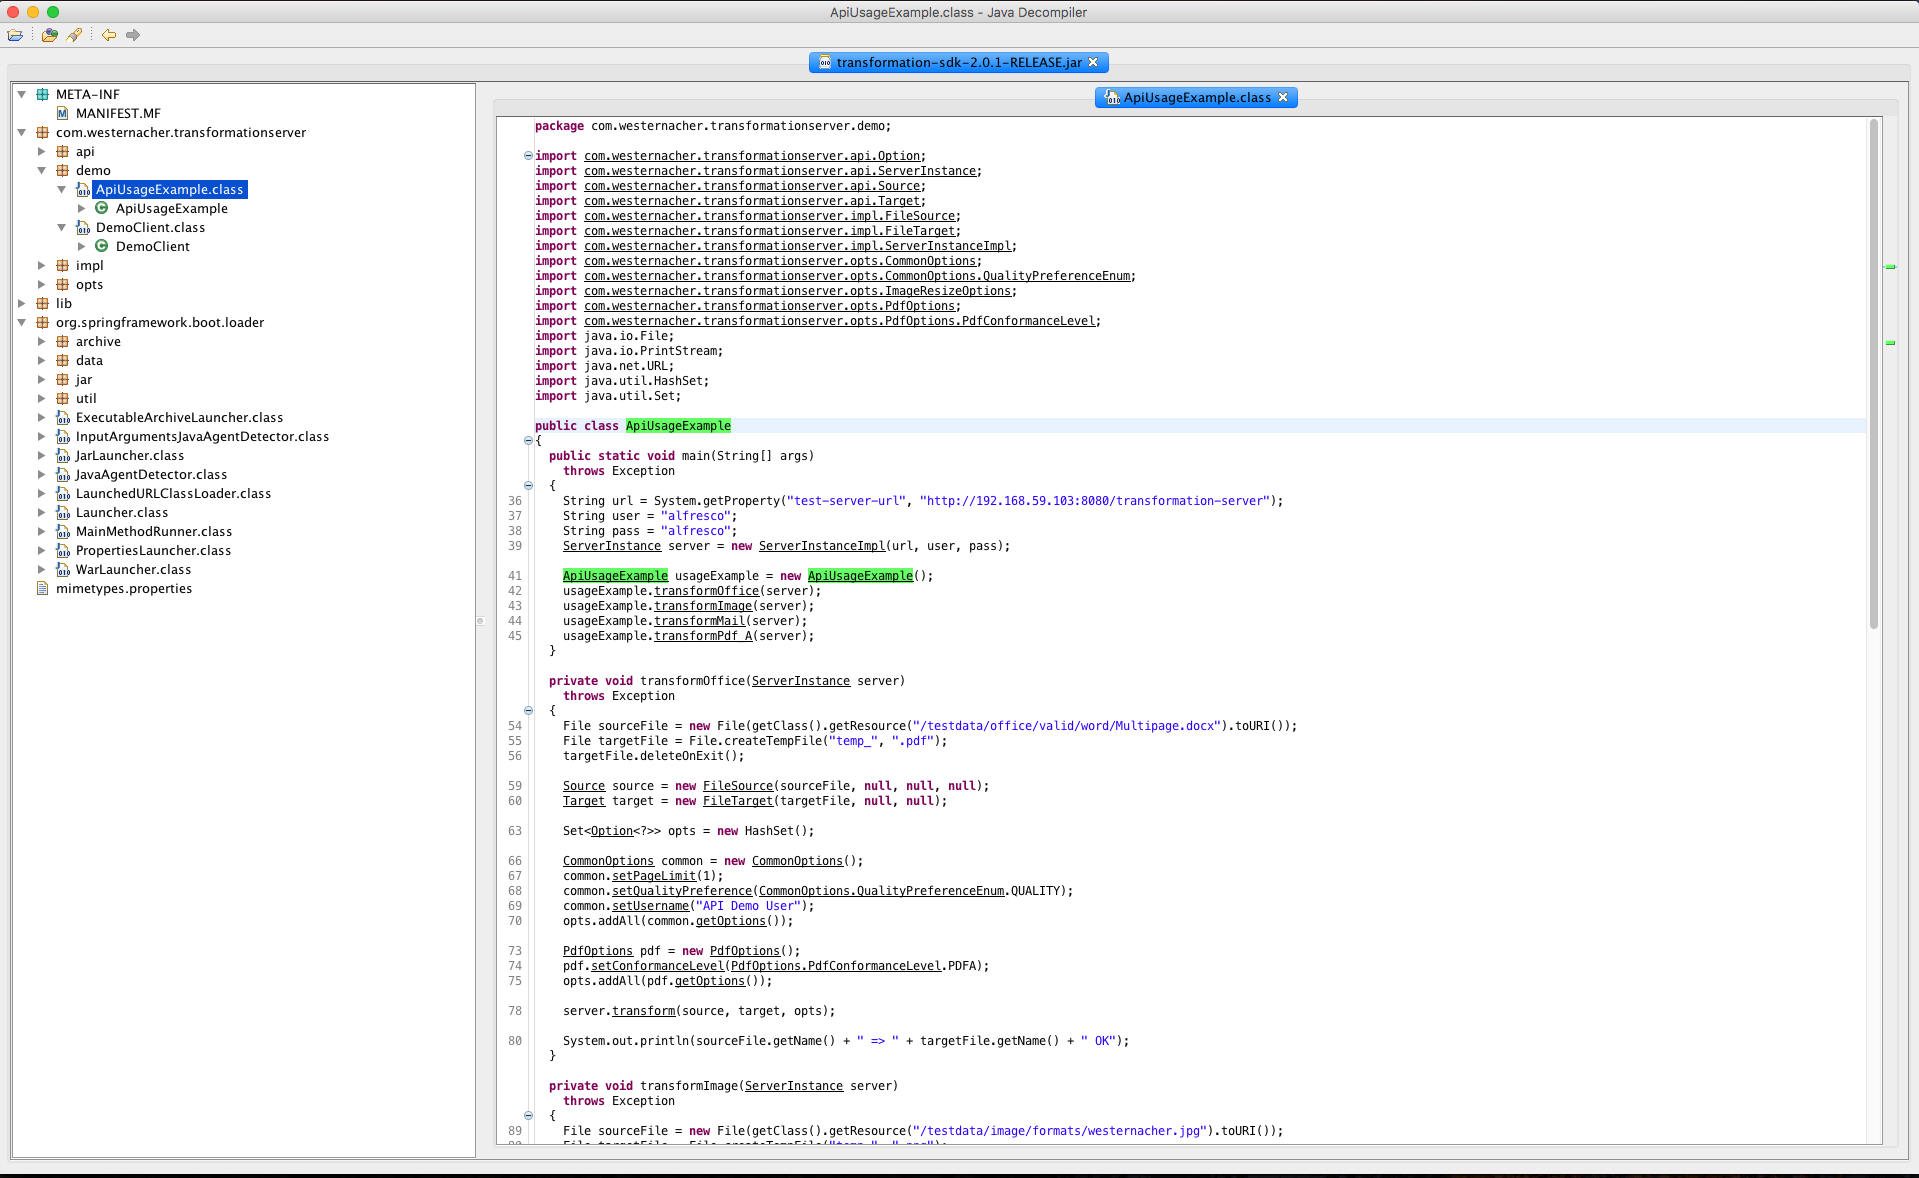 ApiUsageExample.class - Java Decompiler
transformation-sdk-2.0.1-RELEASE.jar
META-INF
MANIFEST.MF
com.westernacher.transformationserver
api
demo
ApiUsageExample.class
ApiUsageExample
DemoClient.class
DemoClient
impl
opts
lib
org.springframework.boot.loader
archive
data
jar
util
ExecutableArchiveLauncher.class
InputArgumentsJavaAgentDetector.class
JarLauncher.class
JavaAgentDetector.class
LaunchedURLClassLoader.class
Launcher.class
MainMethodRunner.class
PropertiesLauncher.class
WarLauncher.class
mimetypes.properties
ApiUsageExample.class
package com.westernacher.transformationserver.demo;
import com.westernacher.transformationserver.api.Option;
import com.westernacher.transformationserver.api.ServerInstance;
import com.westernacher.transformationserver.api.Source;
import com.westernacher.transformationserver.api.Target;
import com.westernacher.transformationserver.impl.FileSource;
import com.westernacher.transformationserver.impl.FileTarget;
import com.westernacher.transformationserver.impl.ServerInstanceImpl;
import com.westernacher.transformationserver.opts.CommonOptions;
import com.westernacher.transformationserver.opts.CommonOptions.QualityPreferenceEnum;
import com.westernacher.transformationserver.opts.ImageResizeOptions;
import com.westernacher.transformationserver.opts.PdfOptions;
import com.westernacher.transformationserver.opts.PdfOptions.PdfConformanceLevel;
import java.io.File;
import java.io.PrintStream;
import java.net.URL;
import java.util.HashSet;
import java.util.Set;
public class ApiUsageExample
{
public static void main(String[] args)
throws Exception
{
36 String url = System.getProperty("test-server-url", "http://192.168.59.103:8080/transformation-server");
37 String user = "alfresco";
38 String pass = "alfresco";
39 ServerInstance server = new ServerInstanceImpl(url, user, pass);
41 ApiUsageExample usageExample = new ApiUsageExample();
42 usageExample.transformOffice(server);
43 usageExample.transformImage(server);
44 usageExample.transformMail(server);
45 usageExample.transformPdf_A(server);
}
private void transformOffice(ServerInstance server)
throws Exception
{
54 File sourceFile = new File(getClass().getResource("/testdata/office/valid/word/Multipage.docx").toURI());
55 File targetFile = File.createTempFile("temp_", ".pdf");
56 targetFile.deleteOnExit();
59 Source source = new FileSource(sourceFile, null, null, null);
60 Target target = new FileTarget(targetFile, null, null);
63 Set<Option<?>> opts = new HashSet();
66 CommonOptions common = new CommonOptions();
67 common.setPageLimit(1);
68 common.setQualityPreference(CommonOptions.QualityPreferenceEnum.QUALITY);
69 common.setUsername("API Demo User");
70 opts.addAll(common.getOptions());
73 PdfOptions pdf = new PdfOptions();
74 pdf.setConformanceLevel(PdfOptions.PdfConformanceLevel.PDFA);
75 opts.addAll(pdf.getOptions());
78 server.transform(source, target, opts);
80 System.out.println(sourceFile.getName() + " => " + targetFile.getName() + " OK");
}
private void transformImage(ServerInstance server)
throws Exception
{
89 File sourceFile = new File(getClass().getResource("/testdata/image/formats/westernacher.jpg").toURI());